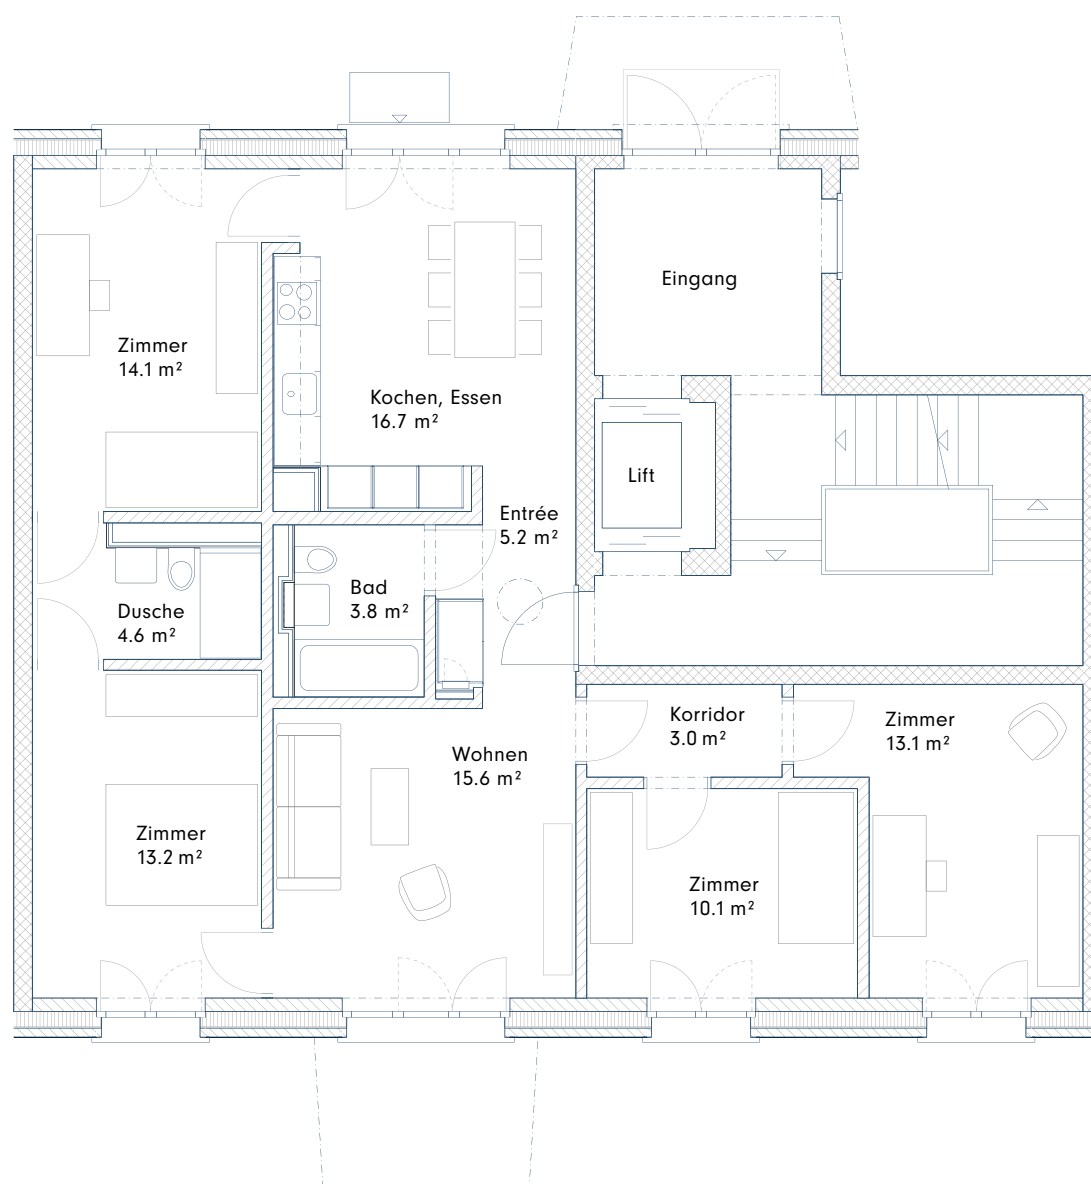 Eingang
Zimmer
14.1 m²
Kochen, Essen
16.7 m²
Lift
Entrée
5.2 m²
Bad
3.8 m²
Dusche
4.6 m²
Korridor
3.0 m²
Zimmer
13.1 m²
Wohnen
15.6 m²
Zimmer
13.2 m²
Zimmer
10.1 m²